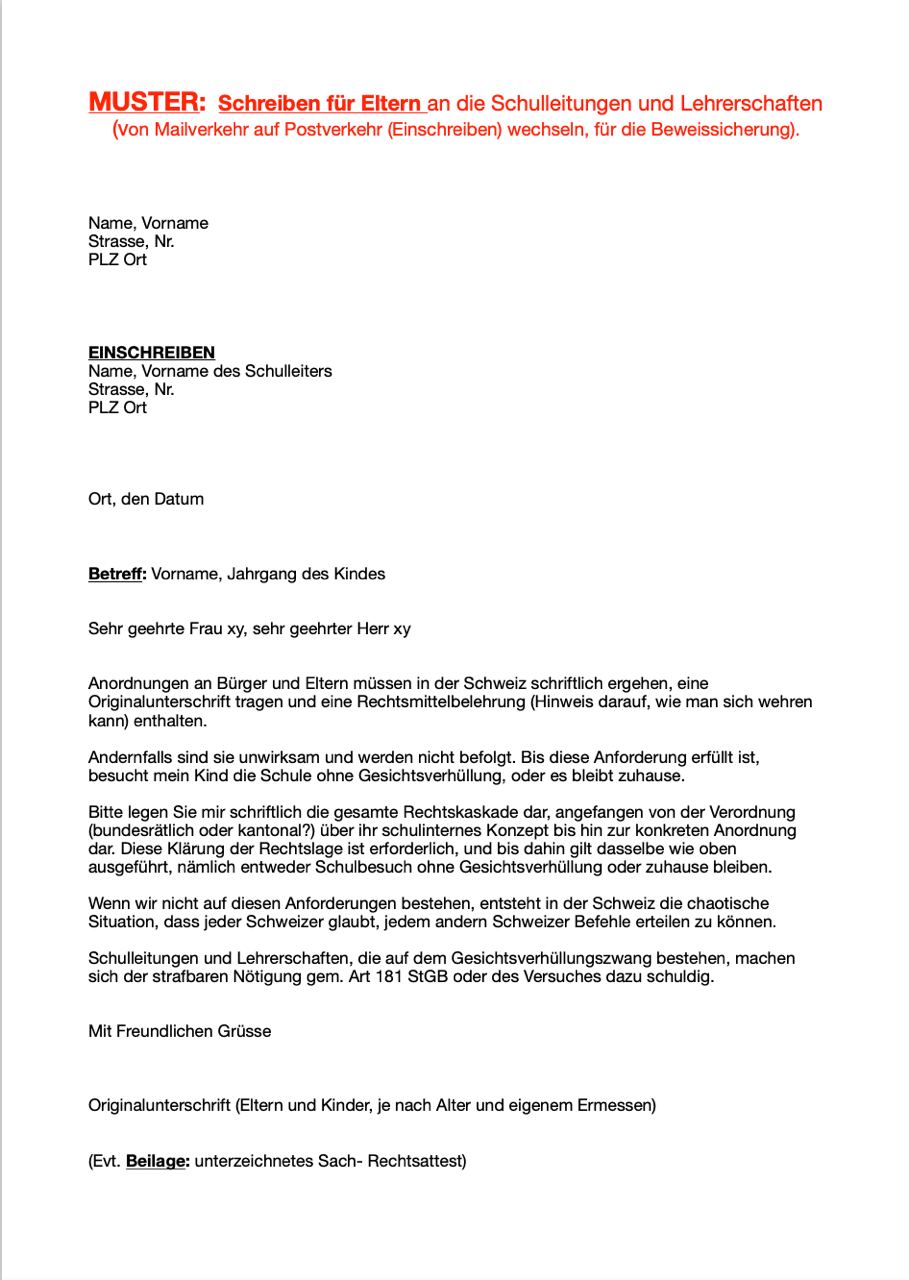 MUSTER: Schreiben für Eltern an die Schulleitungen und Lehrerschaften
(von Mailverkehr auf Postverkehr (Einschreiben) wechseln, für die Beweissicherung).
Name, Vorname
Strasse, Nr.
PLZ Ort
EINSCHREIBEN
Name, Vorname des Schulleiters
Strasse, Nr.
PLZ Ort
Ort, den Datum
Betreff: Vorname, Jahrgang des Kindes
Sehr geehrte Frau xy, sehr geehrter Herr xy
Anordnungen an Bürger und Eltern müssen in der Schweiz schriftlich ergehen, eine
Originalunterschrift tragen und eine Rechtsmittelbelehrung (Hinweis darauf, wie man sich wehren
kann) enthalten.
Andernfalls sind sie unwirksam und werden nicht befolgt. Bis diese Anforderung erfüllt ist,
besucht mein Kind die Schule ohne Gesichtsverhüllung, oder es bleibt zuhause.
Bitte legen Sie mir schriftlich die gesamte Rechtskaskade dar, angefangen von der Verordnung
(bundesrätlich oder kantonal?) über ihr schulinternes Konzept bis hin zur konkreten Anordnung
dar. Diese Klärung der Rechtslage ist erforderlich, und bis dahin gilt dasselbe wie oben
ausgeführt, nämlich entweder Schulbesuch ohne Gesichtsverhüllung oder zuhause bleiben.
Wenn wir nicht auf diesen Anforderungen bestehen, entsteht in der Schweiz die chaotische
Situation, dass jeder Schweizer glaubt, jedem andern Schweizer Befehle erteilen zu können.
Schulleitungen und Lehrerschaften, die auf dem Gesichtsverhüllungszwang bestehen, machen
sich der strafbaren Nötigung gem. Art 181 StGB oder des Versuches dazu schuldig.
Mit Freundlichen Grüsse
Originalunterschrift (Eltern und Kinder, je nach Alter und eigenem Ermessen)
(Evt. Beilage: unterzeichnetes Sach- Rechtsattest)